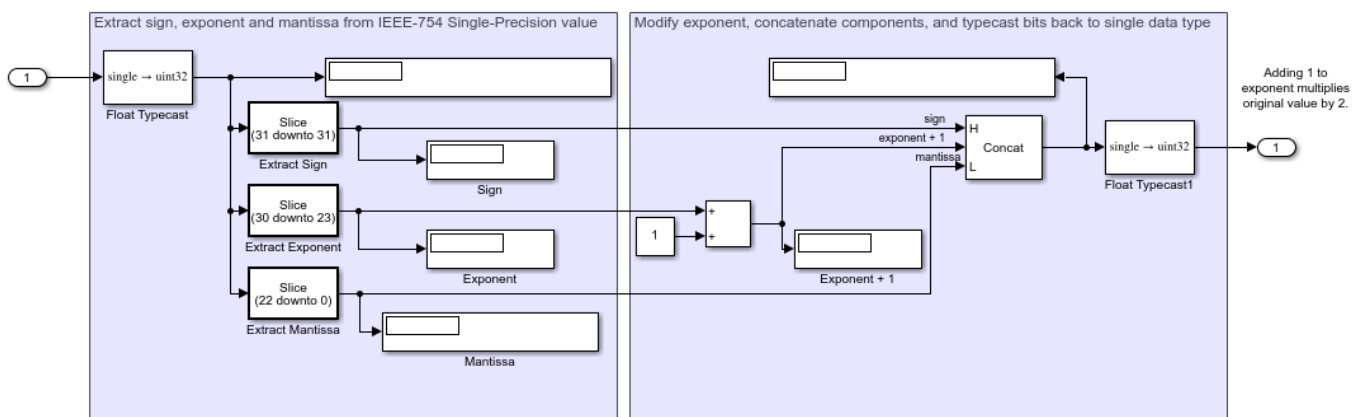 Extract sign, exponent and mantissa from IEEE-754 Single-Precision value
Modify exponent, concatenate components, and typecast bits back to single data type
1
single → uint32
Float Typecast
Slice
(31 downto 31)
Extract Sign
Sign
Slice
(30 downto 23)
Extract Exponent
Exponent
Slice
(22 downto 0)
Extract Mantissa
Mantissa
1
+
+
Exponent + 1
sign
exponent + 1
mantissa
H
L
Concat
single → uint32
Float Typecast1
Adding 1 to
exponent multiplies
original value by 2.
1